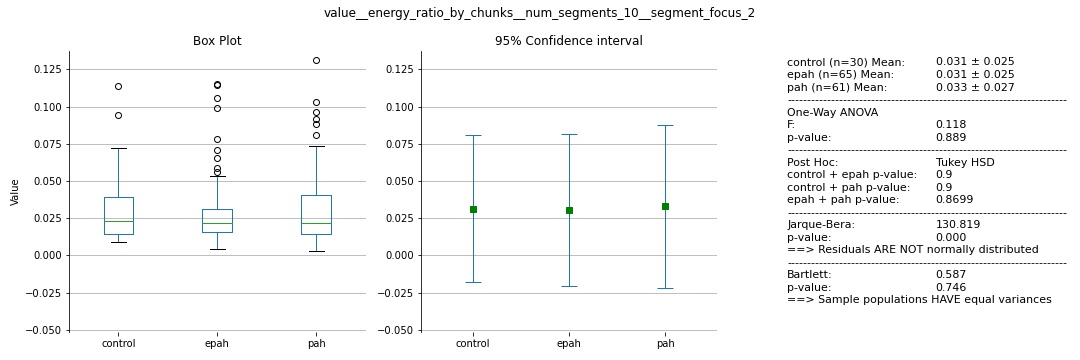 value__energy_ratio_by_chunks__num_segments_10__segment_focus_2
Box Plot
Value
0.125
0.100
0.075
0.050
0.025
0.000
−0.025
−0.050
control epah pah
95% Confidence interval
0.125
0.100
0.075
0.050
0.025
0.000
−0.025
−0.050
control epah pah
control (n=30) Mean: 0.031 ± 0.025
epah (n=65) Mean: 0.031 ± 0.025
pah (n=61) Mean: 0.033 ± 0.027
One-Way ANOVA
F: 0.118
p-value: 0.889
Post Hoc: Tukey HSD
control + epah p-value: 0.9
control + pah p-value: 0.9
epah + pah p-value: 0.8699
Jarque-Bera: 130.819
p-value: 0.000
==> Residuals ARE NOT normally distributed
Bartlett: 0.587
p-value: 0.746
==> Sample populations HAVE equal variances